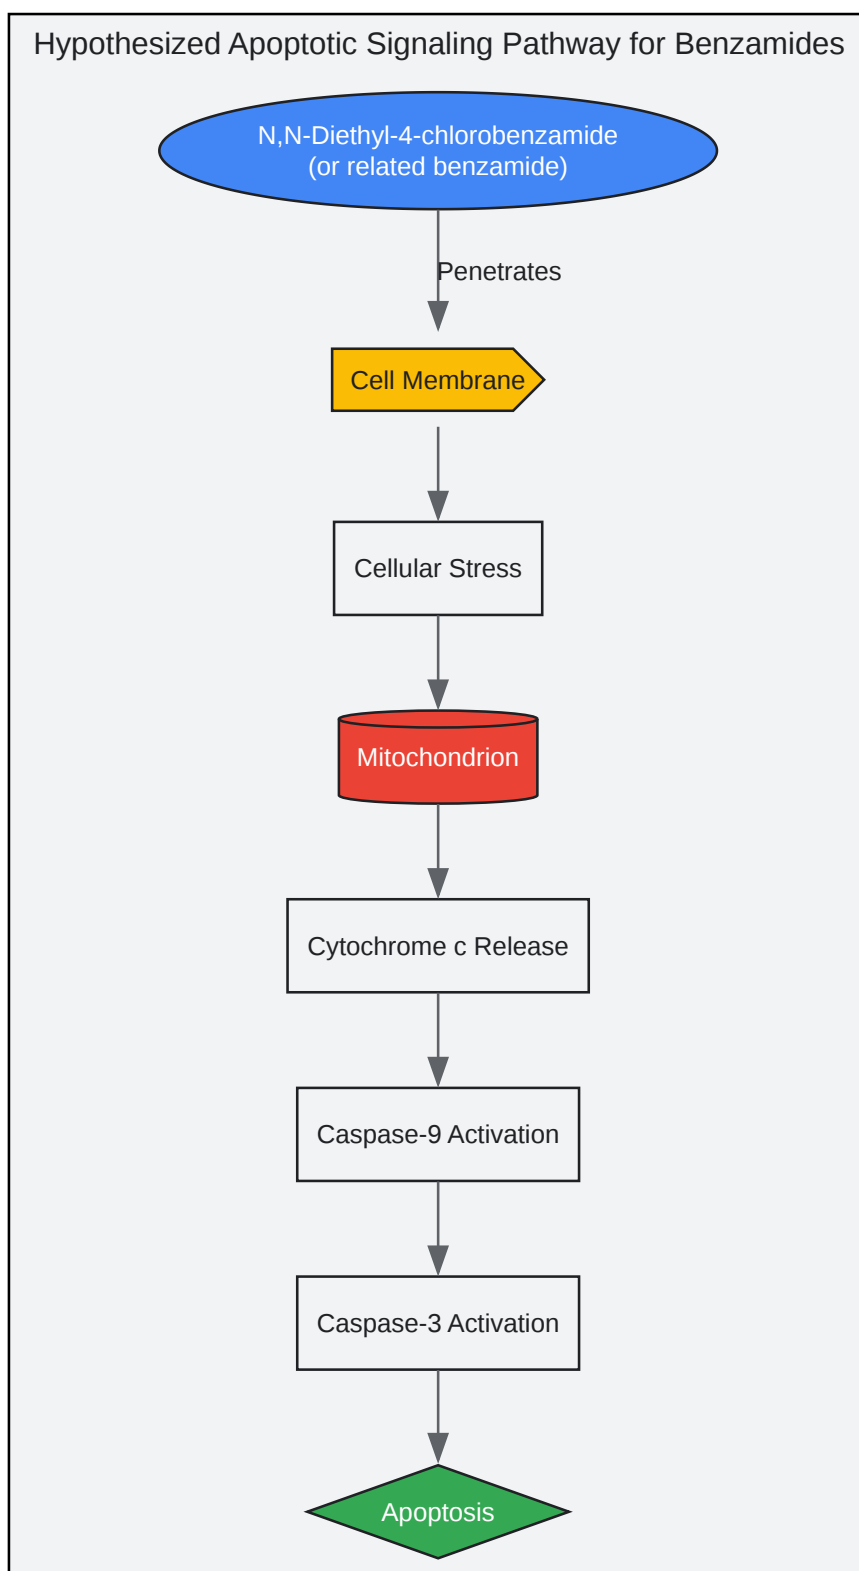 Hypothesized Apoptotic Signaling Pathway for Benzamides
N,N-Diethyl-4-chlorobenzamide
(or related benzamide)
Penetrates
Cell Membrane
Cellular Stress
Mitochondrion
Cytochrome c Release
Caspase-9 Activation
Caspase-3 Activation
Apoptosis